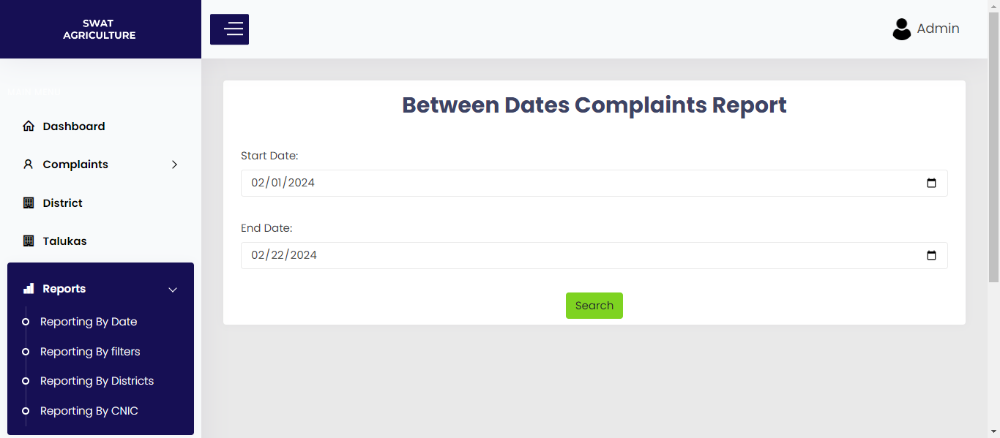 SWAT
AGRICULTURE
Admin
Dashboard
Complaints
District
Talukas
Reports
Reporting By Date
Reporting By filters
Reporting By Districts
Reporting By CNIC
Between Dates Complaints Report
Start Date:
02/01/2024
End Date:
02/22/2024
Search